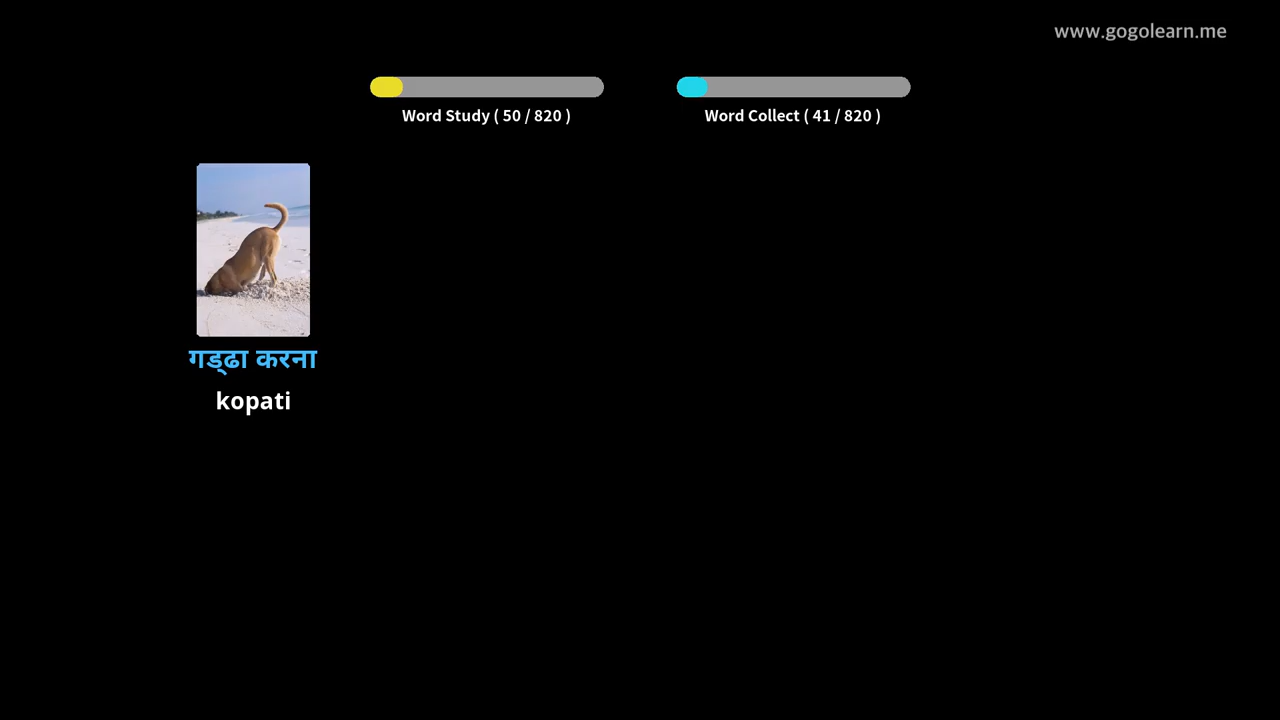 www.gogolearn.me
Word Study ( 50 / 820 )
Word Collect ( 41 / 820 )
गड्ढा करना
kopati